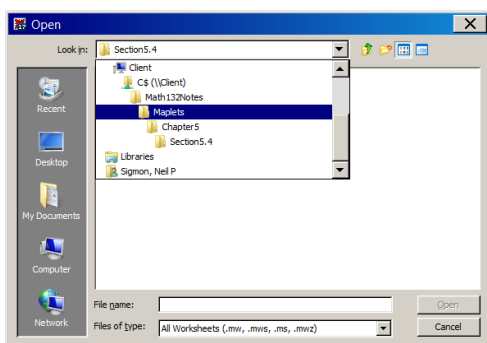 Open
Look in:
Section5.4
Client
C$ (\\Client)
Math132Notes
Maplets
Chapter5
Section5.4
Libraries
Sigmon, Neil P
Recent
Desktop
My Documents
Computer
Network
File name:
Open
Files of type:
All Worksheets (.mw, .mws, .ms, .mwz)
Cancel